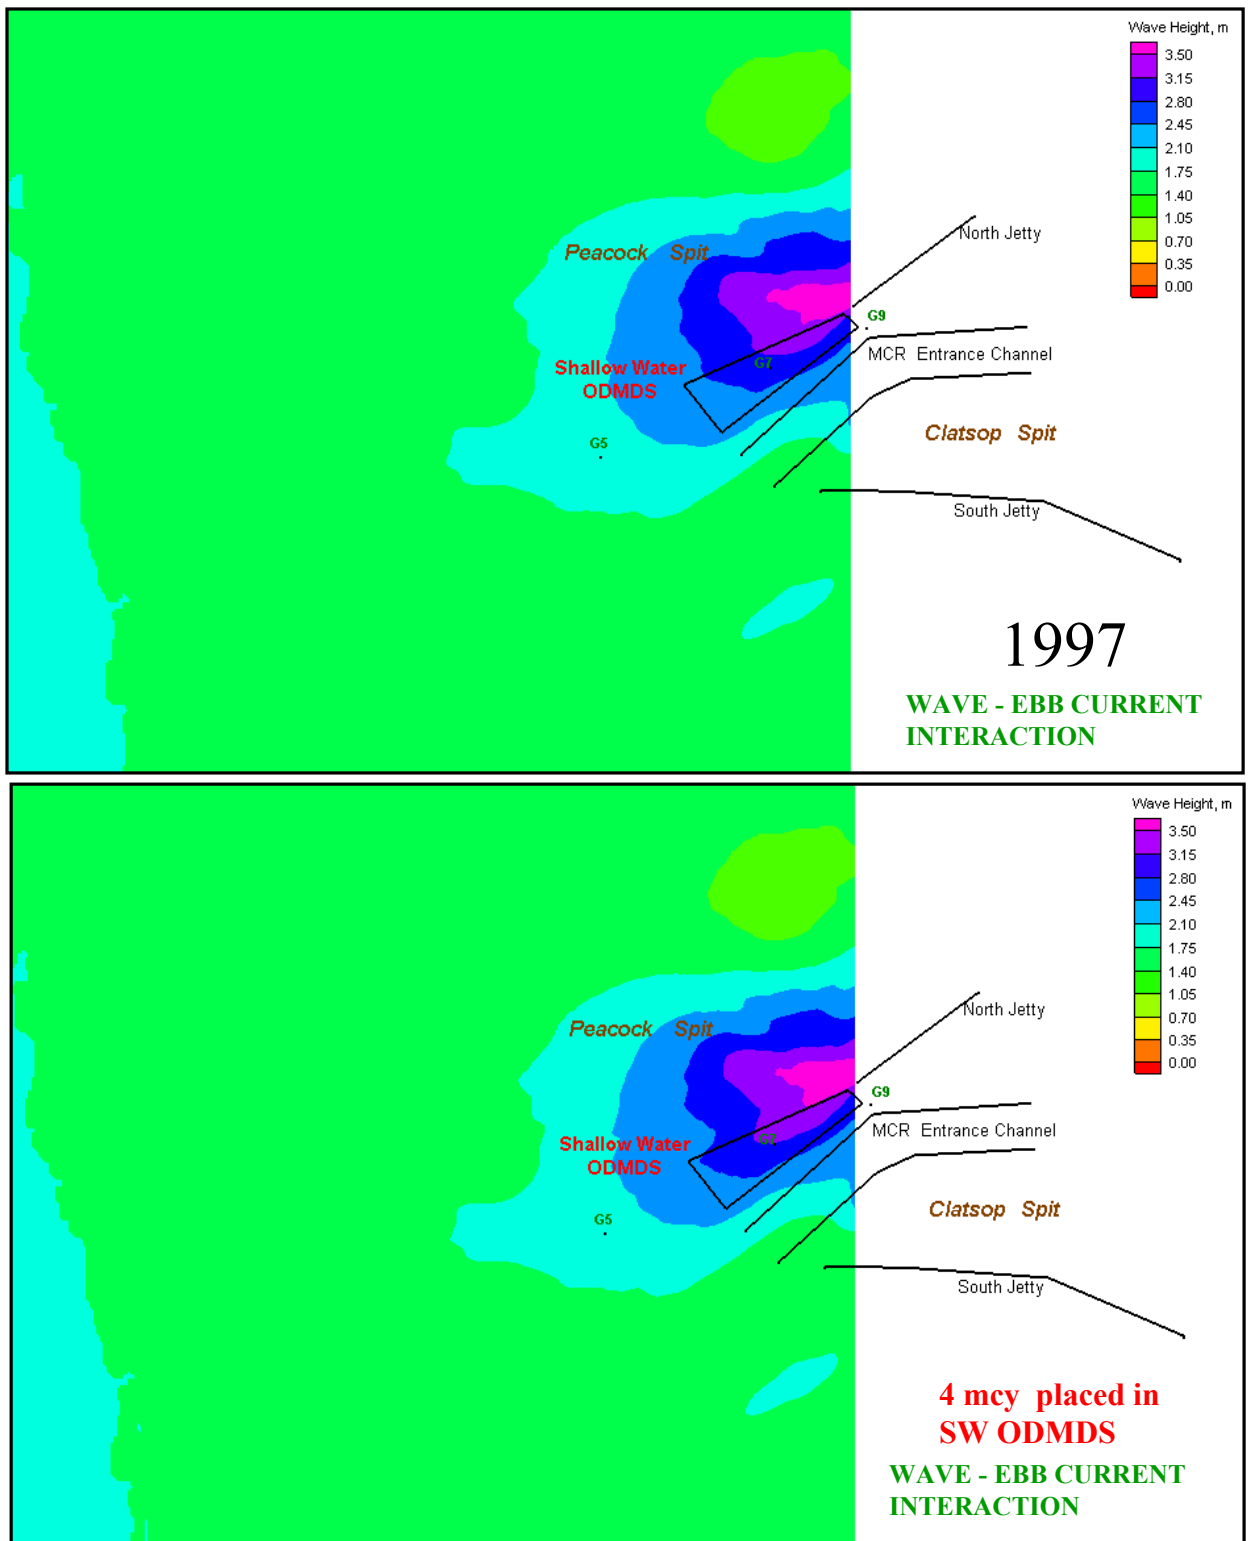 Wave Height, m
3.50
3.15
2.80
2.45
2.10
1.75
1.40
1.05
0.70
0.35
0.00
North Jetty
Peacock Spit
G9
MCR Entrance Channel
G7
Shallow Water
ODMDS
Clatsop Spit
G5
South Jetty
1997
WAVE - EBB CURRENT
INTERACTION
Wave Height, m
3.50
3.15
2.80
2.45
2.10
1.75
1.40
1.05
0.70
0.35
0.00
North Jetty
Peacock Spit
G9
MCR Entrance Channel
G7
Shallow Water
ODMDS
Clatsop Spit
G5
South Jetty
4 mcy placed in
SW ODMDS
WAVE - EBB CURRENT
INTERACTION